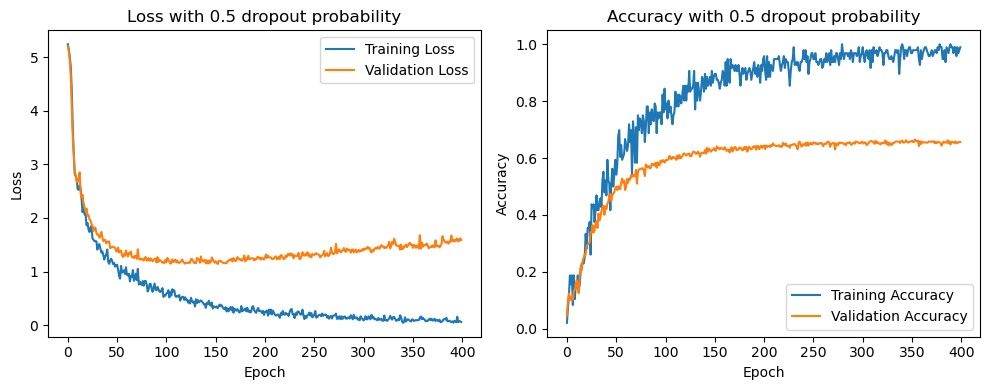 Loss with 0.5 dropout probability
Training Loss
Validation Loss
Loss
5
4
3
2
1
0
0 50 100 150 200 250 300 350 400
Epoch
Accuracy with 0.5 dropout probability
Accuracy
1.0
0.8
0.6
0.4
0.2
0.0
Training Accuracy
Validation Accuracy
0 50 100 150 200 250 300 350 400
Epoch